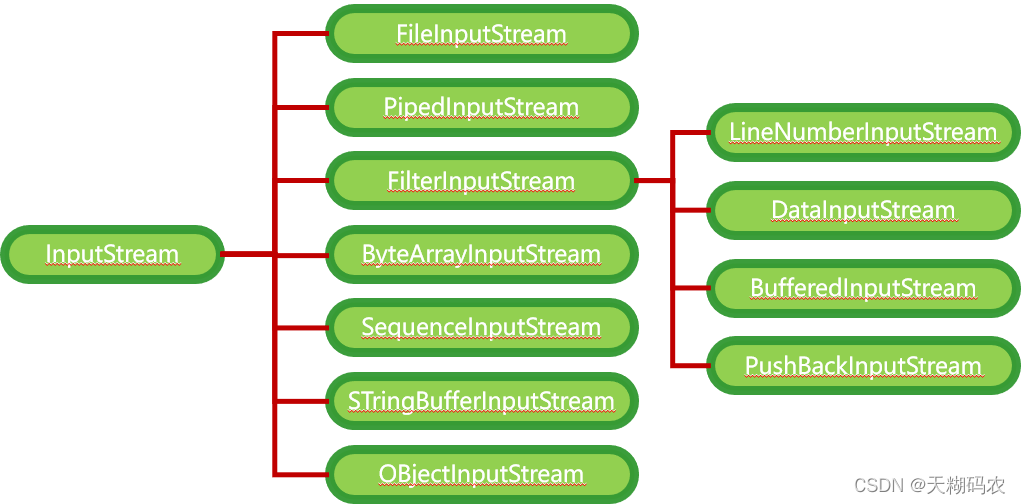 FileInputStream
PipedInputStream
FilterInputStream
InputStream
ByteArrayInputStream
SequenceInputStream
STringBufferInputStream
OBjectInputStream
LineNumberInputStream
DataInputStream
BufferedInputStream
PushBackInputStream
CSDN @天糊码农